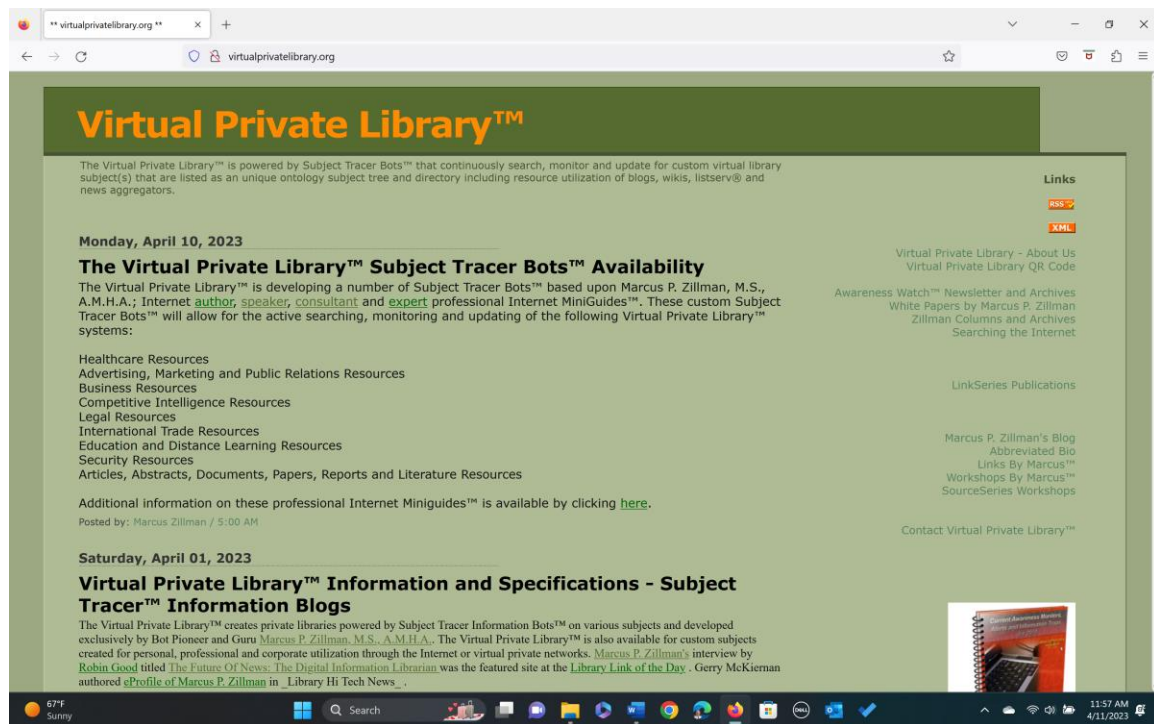 ** virtualprivatelibrary.org **
virtualprivatelibrary.org
Virtual Private Library™
The Virtual Private Library™ is powered by Subject Tracer Bots™ that continuously search, monitor and update for custom virtual library
subject(s) that are listed as an unique ontology subject tree and directory including resource utilization of blogs, wikis, listserv® and
news aggregators.
Monday, April 10, 2023
The Virtual Private Library™ Subject Tracer Bots™ Availability
The Virtual Private Library™ is developing a number of Subject Tracer Bots™ based upon Marcus P. Zillman, M.S.,
A.M.H.A.; Internet author, speaker, consultant and expert professional Internet MiniGuides™. These custom Subject
Tracer Bots™ will allow for the active searching, monitoring and updating of the following Virtual Private Library™
systems:
Healthcare Resources
Advertising, Marketing and Public Relations Resources
Business Resources
Competitive Intelligence Resources
Legal Resources
International Trade Resources
Education and Distance Learning Resources
Security Resources
Articles, Abstracts, Documents, Papers, Reports and Literature Resources
Additional information on these professional Internet Miniguides™ is available by clicking here.
Posted by: Marcus Zillman / 5:00 AM
Saturday, April 01, 2023
Virtual Private Library™ Information and Specifications - Subject
Tracer™ Information Blogs
The Virtual Private Library™ creates private libraries powered by Subject Tracer Information Bots™ on various subjects and developed
exclusively by Bot Pioneer and Guru Marcus P. Zillman, M.S., A.M.H.A.. The Virtual Private Library™ is also available for custom subjects
created for personal, professional and corporate utilization through the Internet or virtual private networks. Marcus P. Zillman's interview by
Robin Good titled The Future Of News: The Digital Information Librarian was the featured site at the Library Link of the Day . Gerry McKiernan
authored eProfile of Marcus P. Zillman in _Library Hi Tech News_ .
Links
RSS
XML
Virtual Private Library - About Us
Virtual Private Library QR Code
Awareness Watch™ Newsletter and Archives
White Papers by Marcus P. Zillman
Zillman Columns and Archives
Searching the Internet
LinkSeries Publications
Marcus P. Zillman's Blog
Abbreviated Bio
Links By Marcus™
Workshops By Marcus™
SourceSeries Workshops
Contact Virtual Private Library™
67°F
Sunny
Search
DELL
11:57 AM
4/11/2023